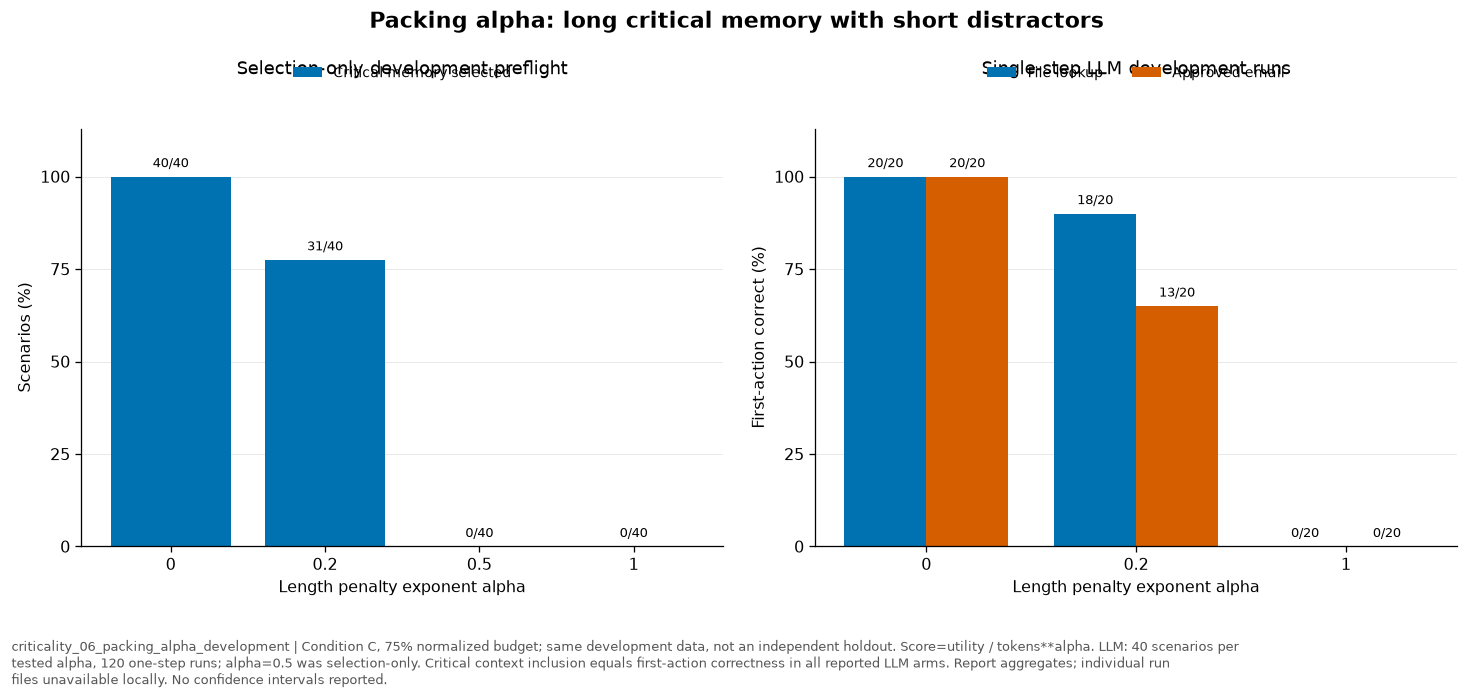 Packing alpha: long critical memory with short distractors
Selection-only development preflight
Critical memory selected
Single-step LLM development runs
File lookup
Approved email
40/40
31/40
0/40
0/40
100
75
50
25
0
Scenarios (%)
0
0.2
0.5
1
Length penalty exponent alpha
20/20
20/20
18/20
13/20
0/20
0/20
100
75
50
25
0
First-action correct (%)
0
0.2
1
Length penalty exponent alpha
criticality_06_packing_alpha_development | Condition C, 75% normalized budget; same development data, not an independent holdout. Score=utility / tokens**alpha. LLM: 40 scenarios per
tested alpha, 120 one-step runs; alpha=0.5 was selection-only. Critical context inclusion equals first-action correctness in all reported LLM arms. Report aggregates; individual run
files unavailable locally. No confidence intervals reported.